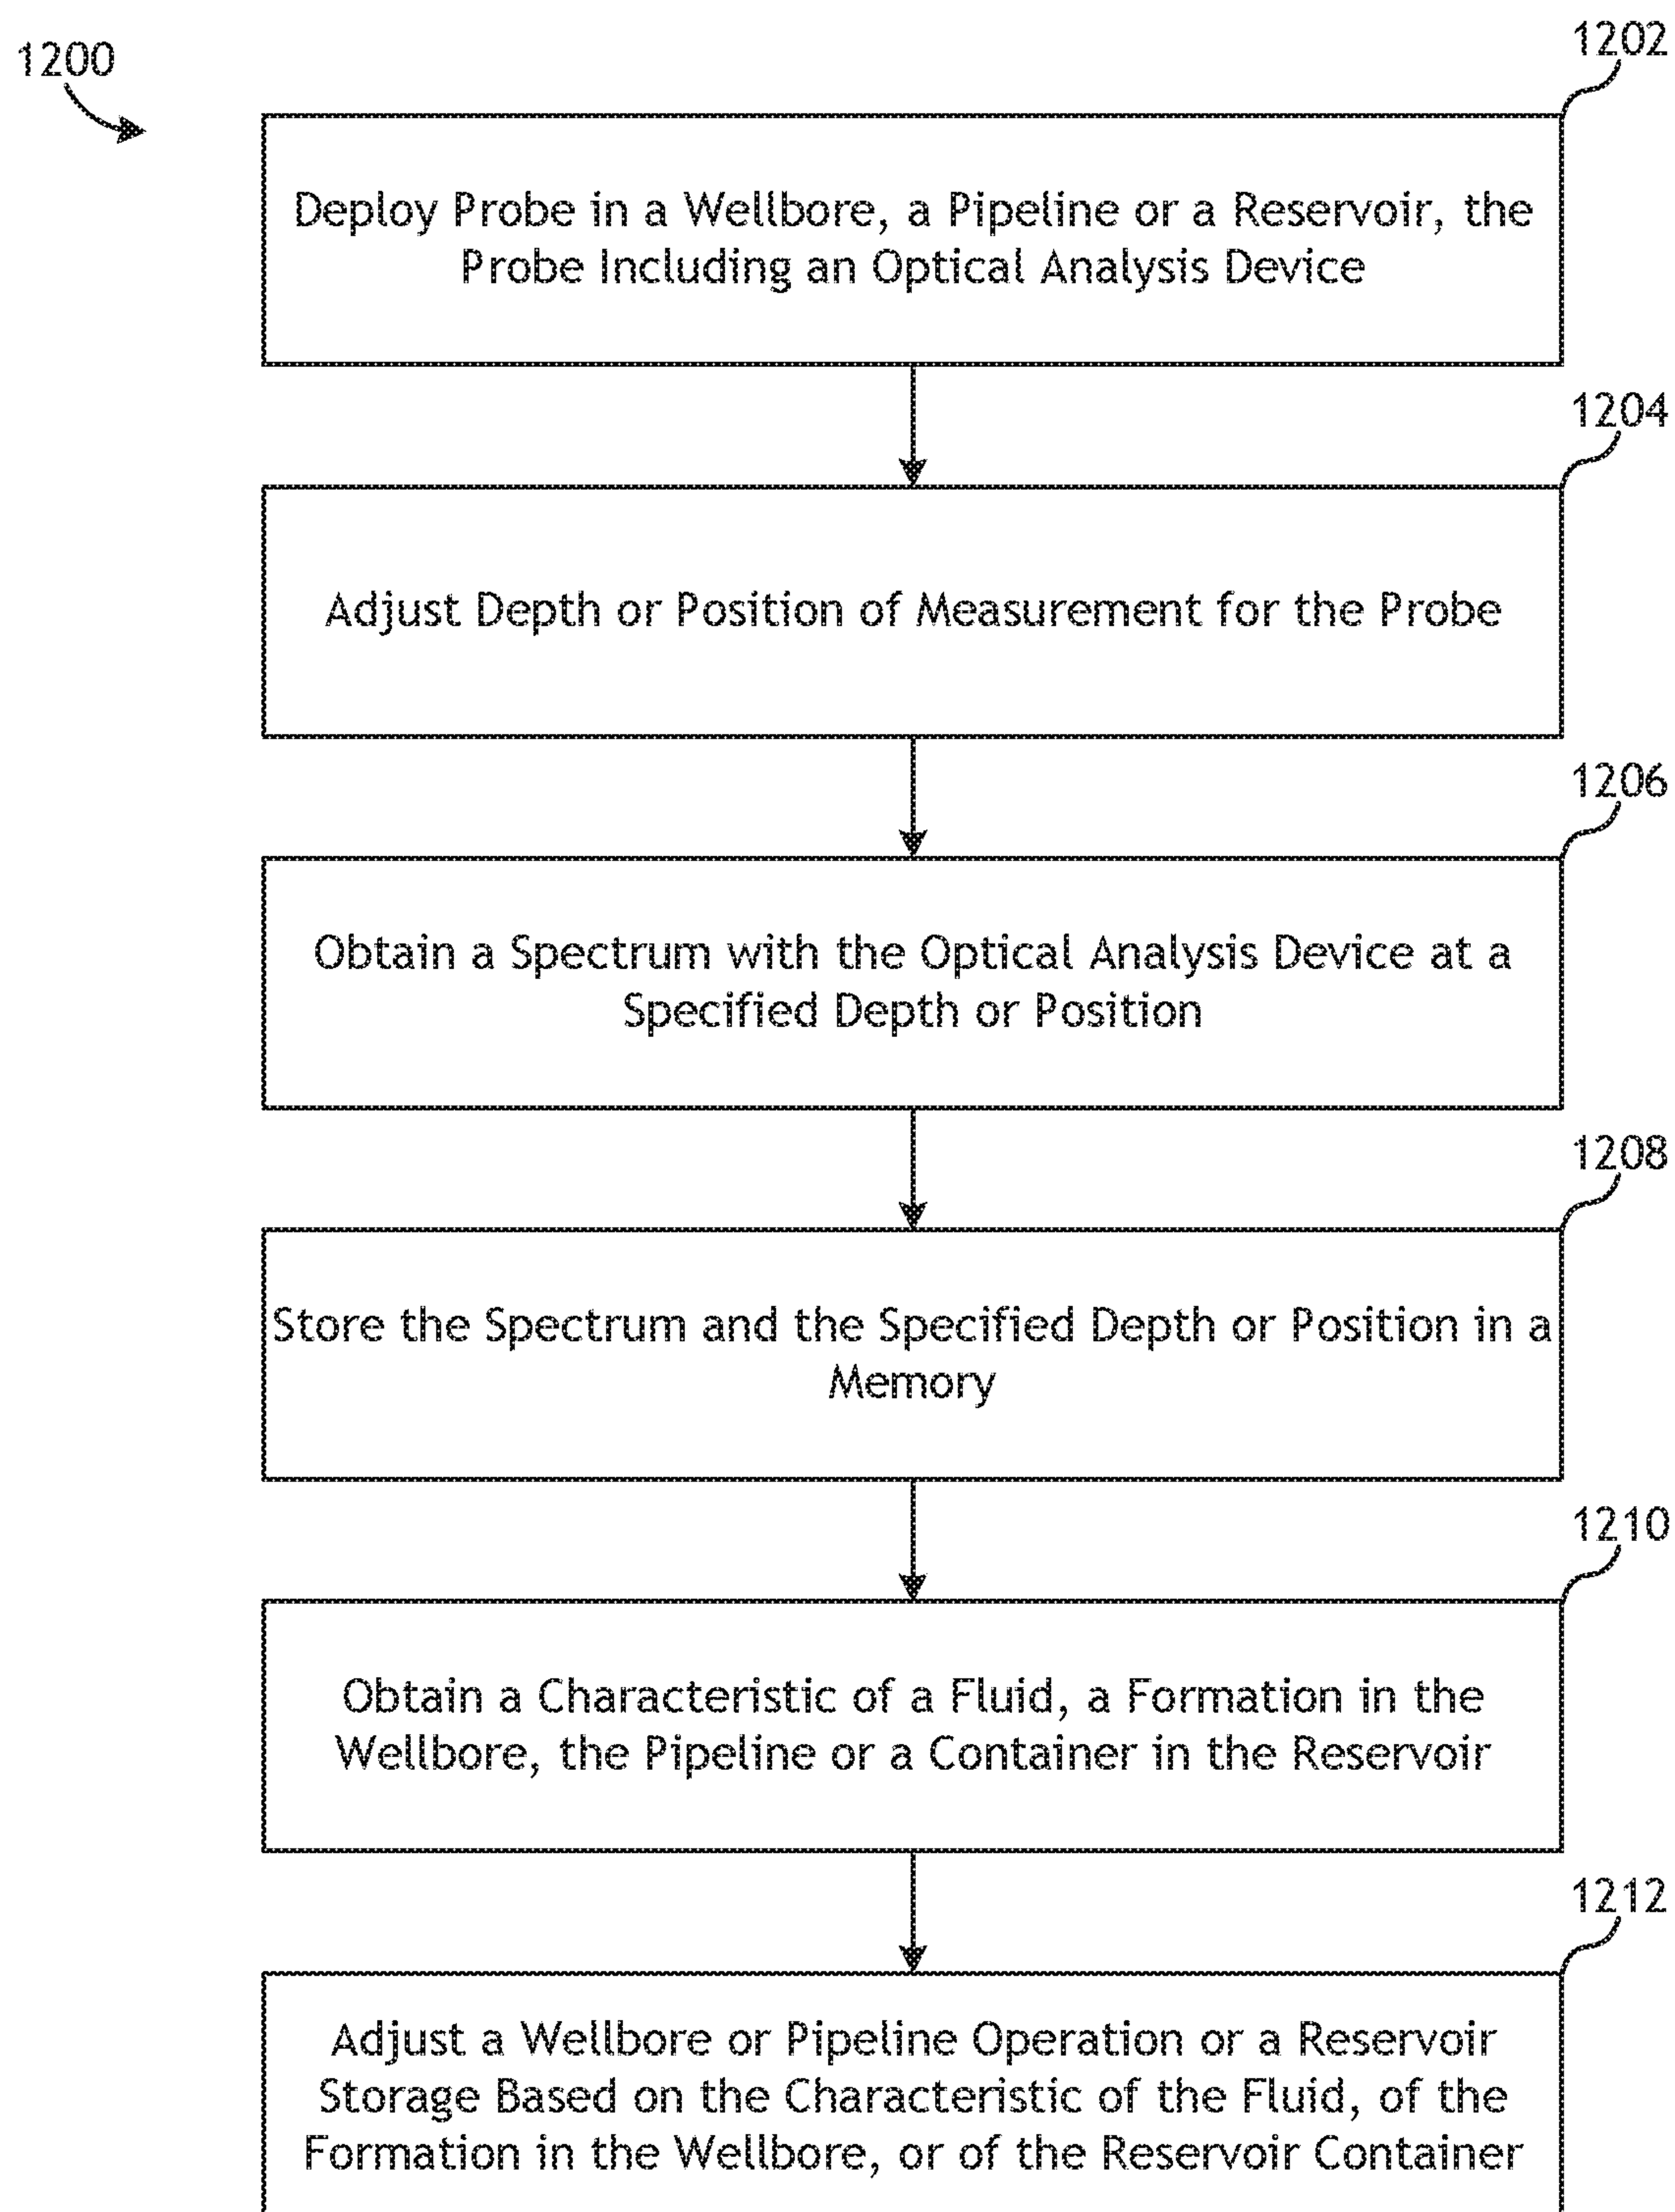 1200
1202
Deploy Probe in a Wellbore, a Pipeline or a Reservoir, the
Probe Including an Optical Analysis Device
1204
Adjust Depth or Position of Measurement for the Probe
1206
Obtain a Spectrum with the Optical Analysis Device at a
Specified Depth or Position
1208
Store the Spectrum and the Specified Depth or Position in a
Memory
1210
Obtain a Characteristic of a Fluid, a Formation in the
Wellbore, the Pipeline or a Container in the Reservoir
1212
Adjust a Wellbore or Pipeline Operation or a Reservoir
Storage Based on the Characteristic of the Fluid, of the
Formation in the Wellbore, or of the Reservoir Container